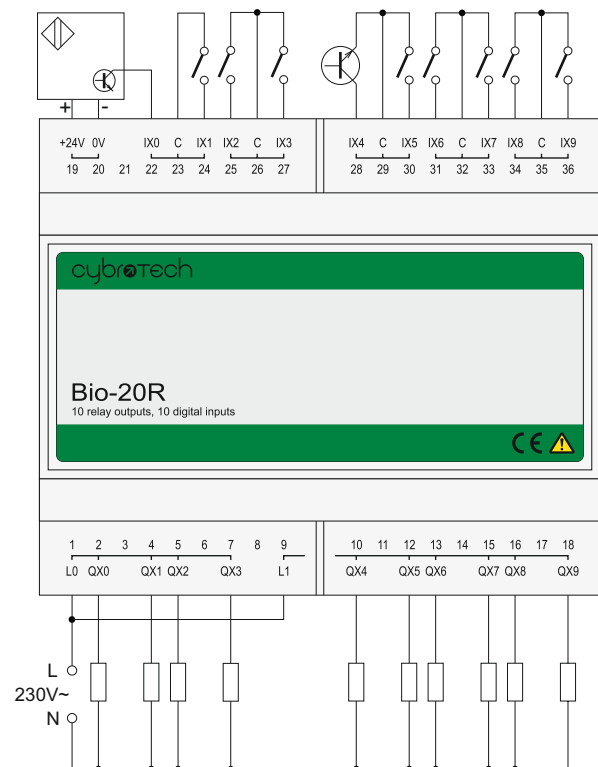 + -
+24V 0V IX0 C IX1 IX2 C IX3 IX4 C IX5 IX6 C IX7 IX8 C IX9
19 20 21 22 23 24 25 26 27 28 29 30 31 32 33 34 35 36
cybrotech
Bio-20R
10 relay outputs, 10 digital inputs
CE
1 2 3 4 5 6 7 8 9 10 11 12 13 14 15 16 17 18
L0 QX0 QX1 QX2 QX3 L1 QX4 QX5 QX6 QX7 QX8 QX9
L
230V~
N